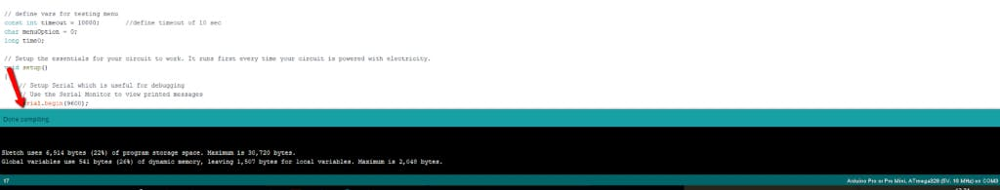 // define vars for testing menu
const int timeout = 10000; //define timeout of 10 sec
char menuOption = 0;
long time0;
// Setup the essentials for your circuit to work. It runs first every time your circuit is powered with electricity.
void setup()
{
// Setup Serial which is useful for debugging
// Use the Serial Monitor to view printed messages
Serial.begin(9600);
Done compiling.
Sketch uses 6,914 bytes (22%) of program storage space. Maximum is 30,720 bytes.
Global variables use 541 bytes (26%) of dynamic memory, leaving 1,507 bytes for local variables. Maximum is 2,048 bytes.
17 Arduino Pro or Pro Mini, ATmega328 (5V, 16 MHz) on COM3